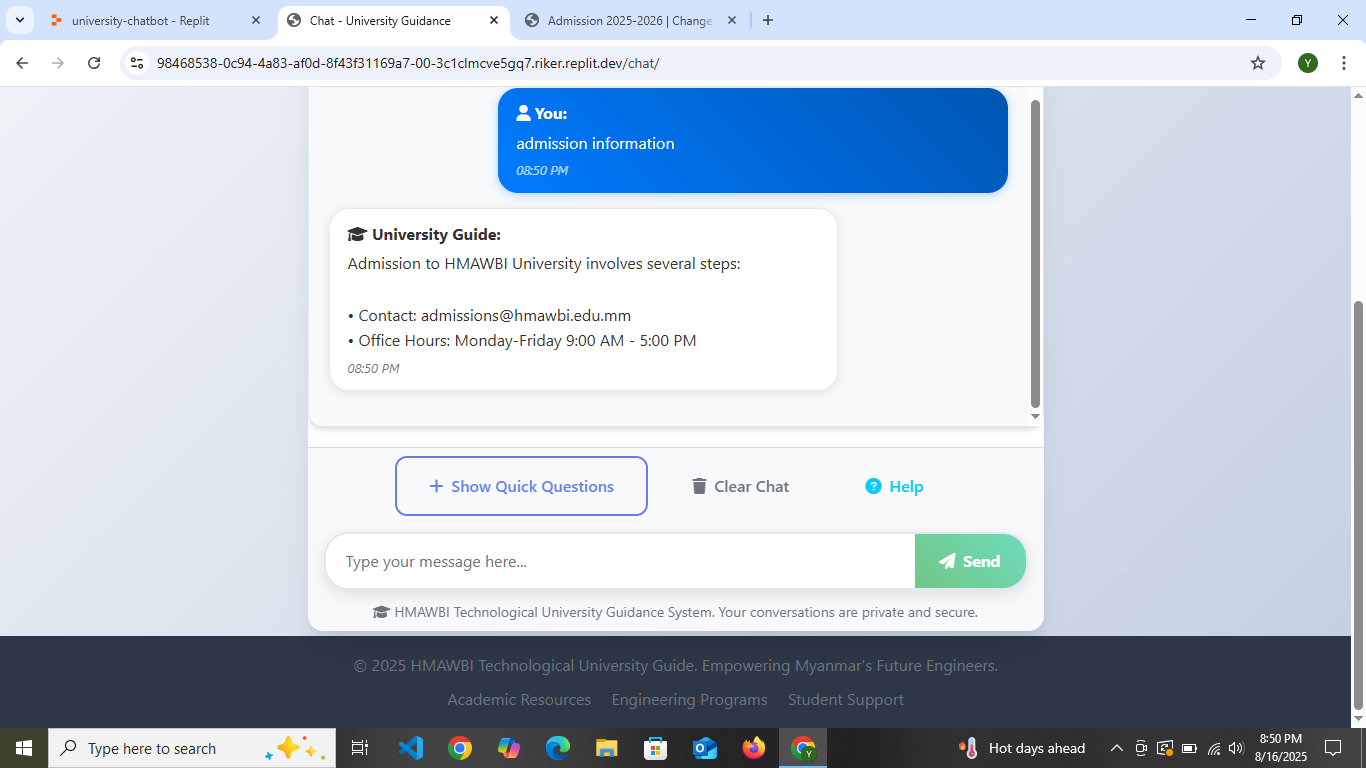 university-chatbot - Replit
Chat - University Guidance
Admission 2025-2026 | Change
98468538-0c94-4a83-af0d-8f43f31169a7-00-3c1clmcve5gq7.riker.replit.dev/chat/
Y
You:
admission information
08:50 PM
University Guide:
Admission to HMAWBI University involves several steps:
• Contact: admissions@hmawbi.edu.mm
• Office Hours: Monday-Friday 9:00 AM - 5:00 PM
08:50 PM
+ Show Quick Questions
Clear Chat
? Help
Type your message here...
Send
HMAWBI Technological University Guidance System. Your conversations are private and secure.
© 2025 HMAWBI Technological University Guide. Empowering Myanmar's Future Engineers.
Academic Resources Engineering Programs Student Support
Type here to search
Hot days ahead
8:50 PM
8/16/2025